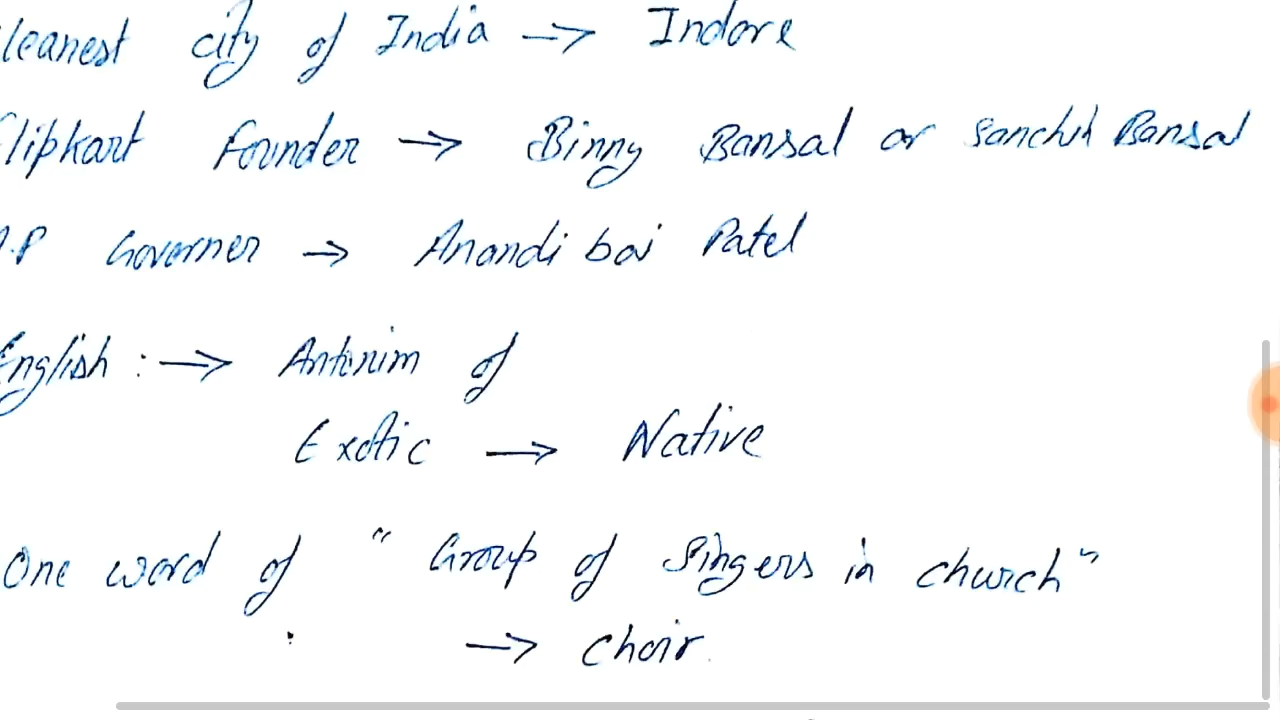 leanest city of India → Indore
lipkart founder → Binny Bansal or Sanchit Bansal
.P Governer → Anandi bai Patel
English :→ Antonim of
Exotic → Native
One word of " Group of Singers in church "
→ Choir.